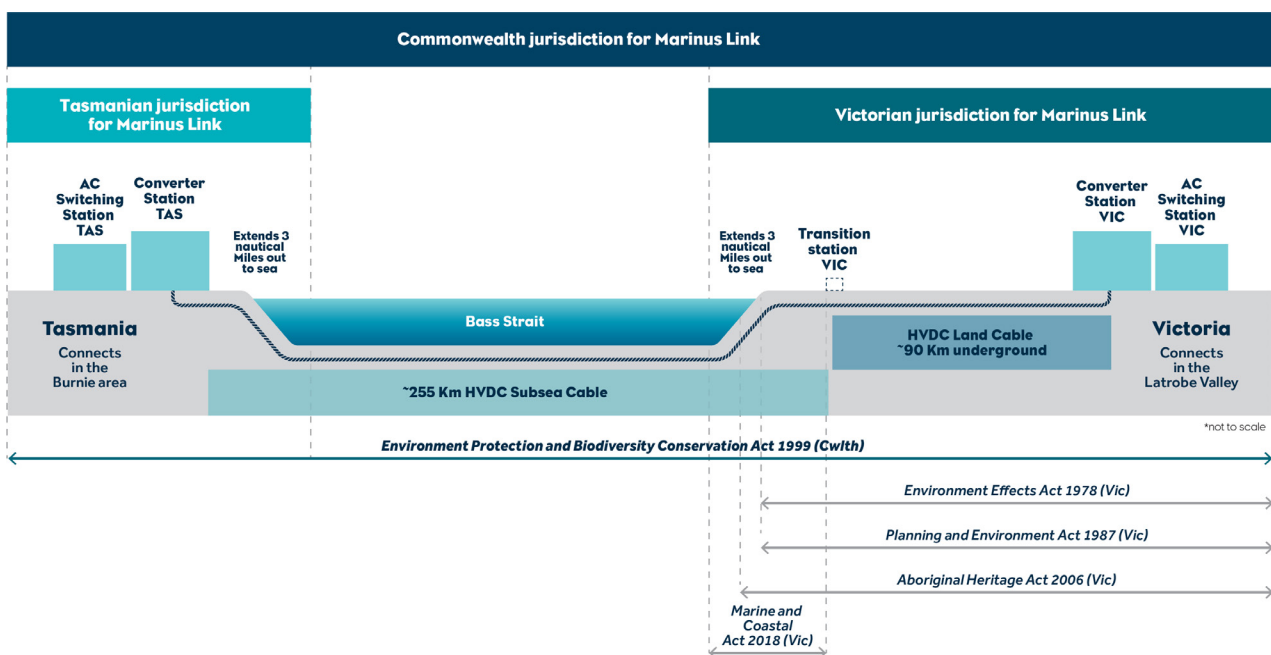 Commonwealth jurisdiction for Marinus Link
Tasmanian jurisdiction
for Marinus Link
Victorian jurisdiction for Marinus Link
AC
Switching
Station
TAS
Converter
Station
TAS
Extends 3
nautical
Miles out
to sea
Extends 3
nautical
Miles out
to sea
Transition
station
VIC
Converter
Station
VIC
AC
Switching
Station
VIC
Tasmania
Connects
in the
Burnie area
Bass Strait
HVDC Land Cable
~90 Km underground
Victoria
Connects
in the
Latrobe Valley
~255 Km HVDC Subsea Cable
*not to scale
Environment Protection and Biodiversity Conservation Act 1999 (Cwlth)
Environment Effects Act 1978 (Vic)
Planning and Environment Act 1987 (Vic)
Aboriginal Heritage Act 2006 (Vic)
Marine and
Coastal
Act 2018 (Vic)